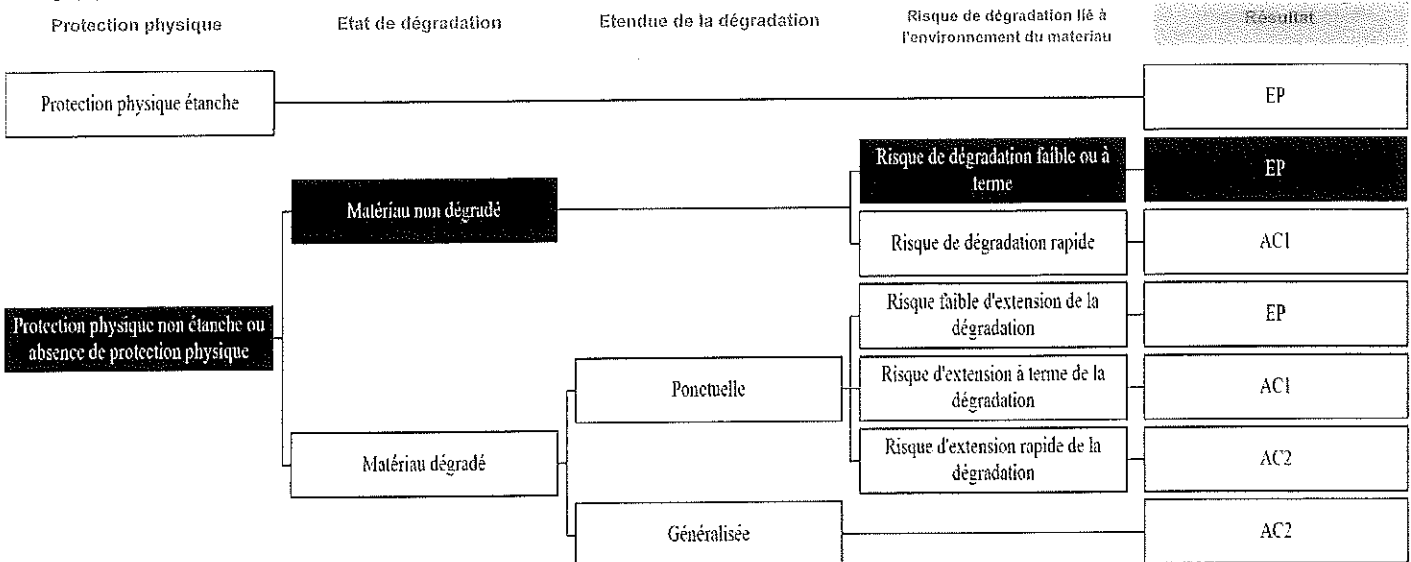 Protection physique
Etat de dégradation
Etendue de la dégradation
Risque de dégradation lié à
l'environnement du materiau
Résultat
Protection physique étanche
EP
Risque de dégradation faible ou à
terme
EP
Matériau non dégradé
Risque de dégradation rapide
AC1
Protection physique non étanche ou
absence de protection physique
Risque faible d'extension de la
dégradation
EP
Ponctuelle
Risque d'extension à terme de la
dégradation
AC1
Matériau dégradé
Risque d'extension rapide de la
dégradation
AC2
Généralisée
AC2